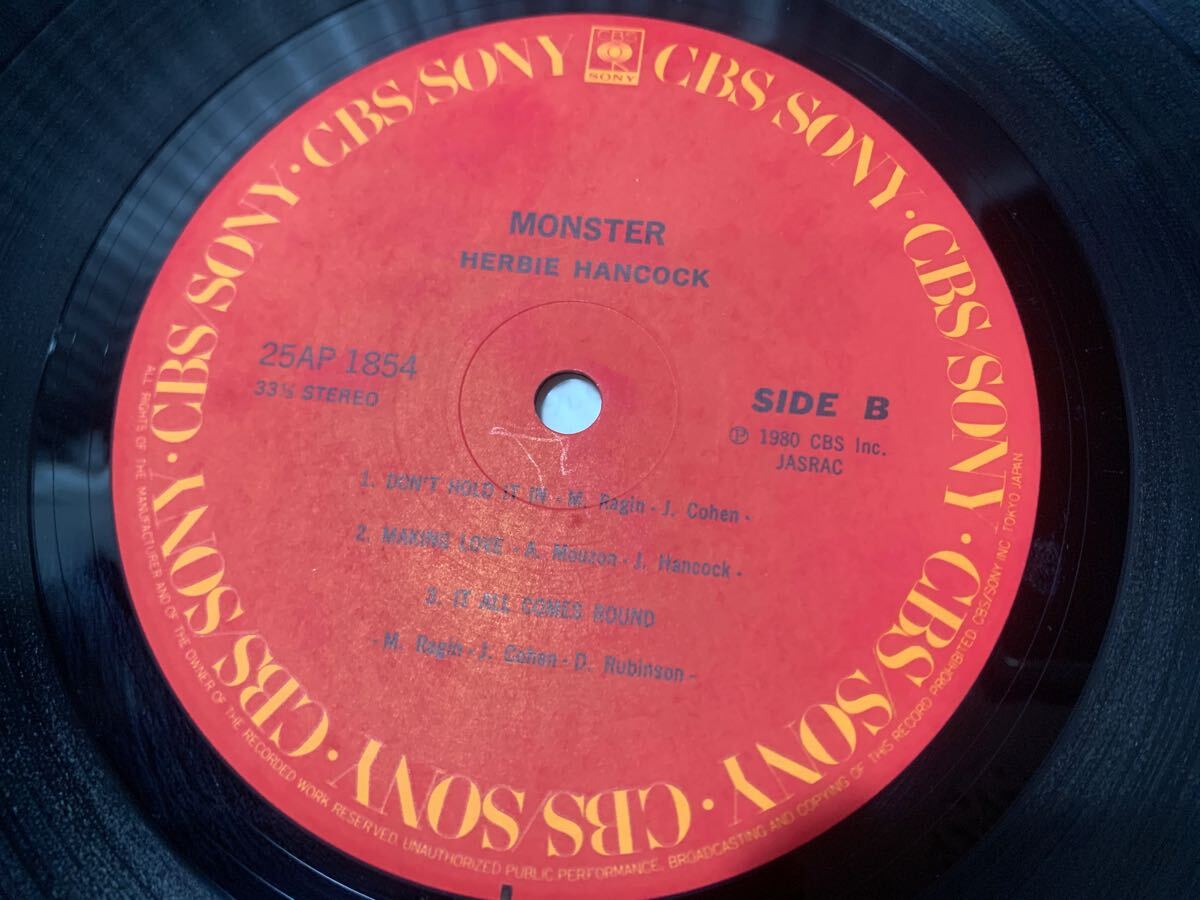 CBS
SONY
CBS/SONY · CBS/SONY · CBS/SONY · CBS/SONY · CBS/SONY · CBS/SONY · CBS/SONY · CBS/SONY · CBS/SONY · CBS/SONY
MONSTER
HERBIE HANCOCK
25AP 1854
33⅓ STEREO
SIDE B
Ⓟ 1980 CBS Inc.
JASRAC
1. DON'T HOLD IT IN - M. Ragin - J. Cohen -
2. MAKING LOVE - A. Mouzon - J. Hancock -
3. IT ALL COMES ROUND
- M. Ragin - J. Cohen - D. Rubinson -
ALL RIGHTS OF THE MANUFACTURER AND OF THE OWNER OF THE RECORDED WORK RESERVED. UNAUTHORIZED PUBLIC PERFORMANCE, BROADCASTING AND COPYING OF THIS RECORD PROHIBITED CBS/SONY INC TOKYO JAPAN.